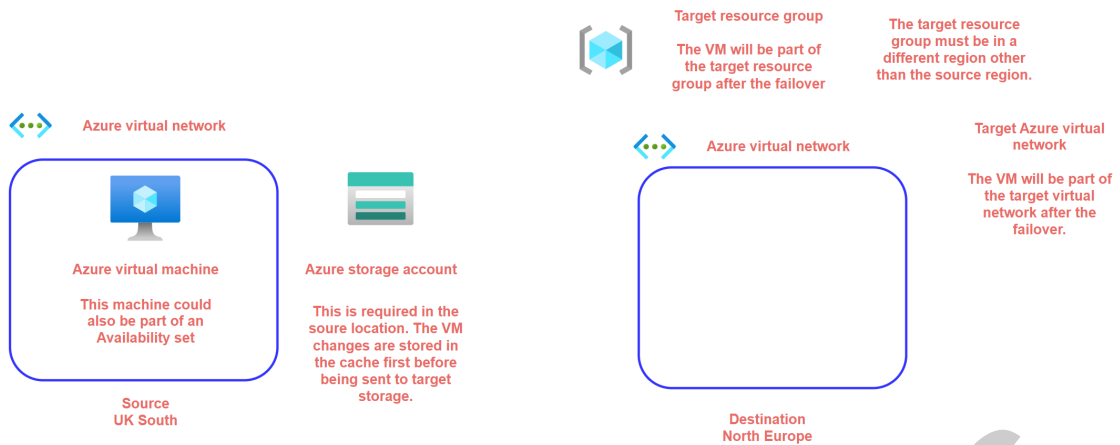 Target resource group
The VM will be part of
the target resource
group after the failover
The target resource
group must be in a
different region other
than the source region.
Azure virtual network
Azure virtual machine
This machine could
also be part of an
Availability set
Source
UK South
Azure storage account
This is required in the
soure location. The VM
changes are stored in
the cache first before
being sent to target
storage.
Azure virtual network
Target Azure virtual
network
The VM will be part of
the target virtual
network after the
failover.
Destination
North Europe